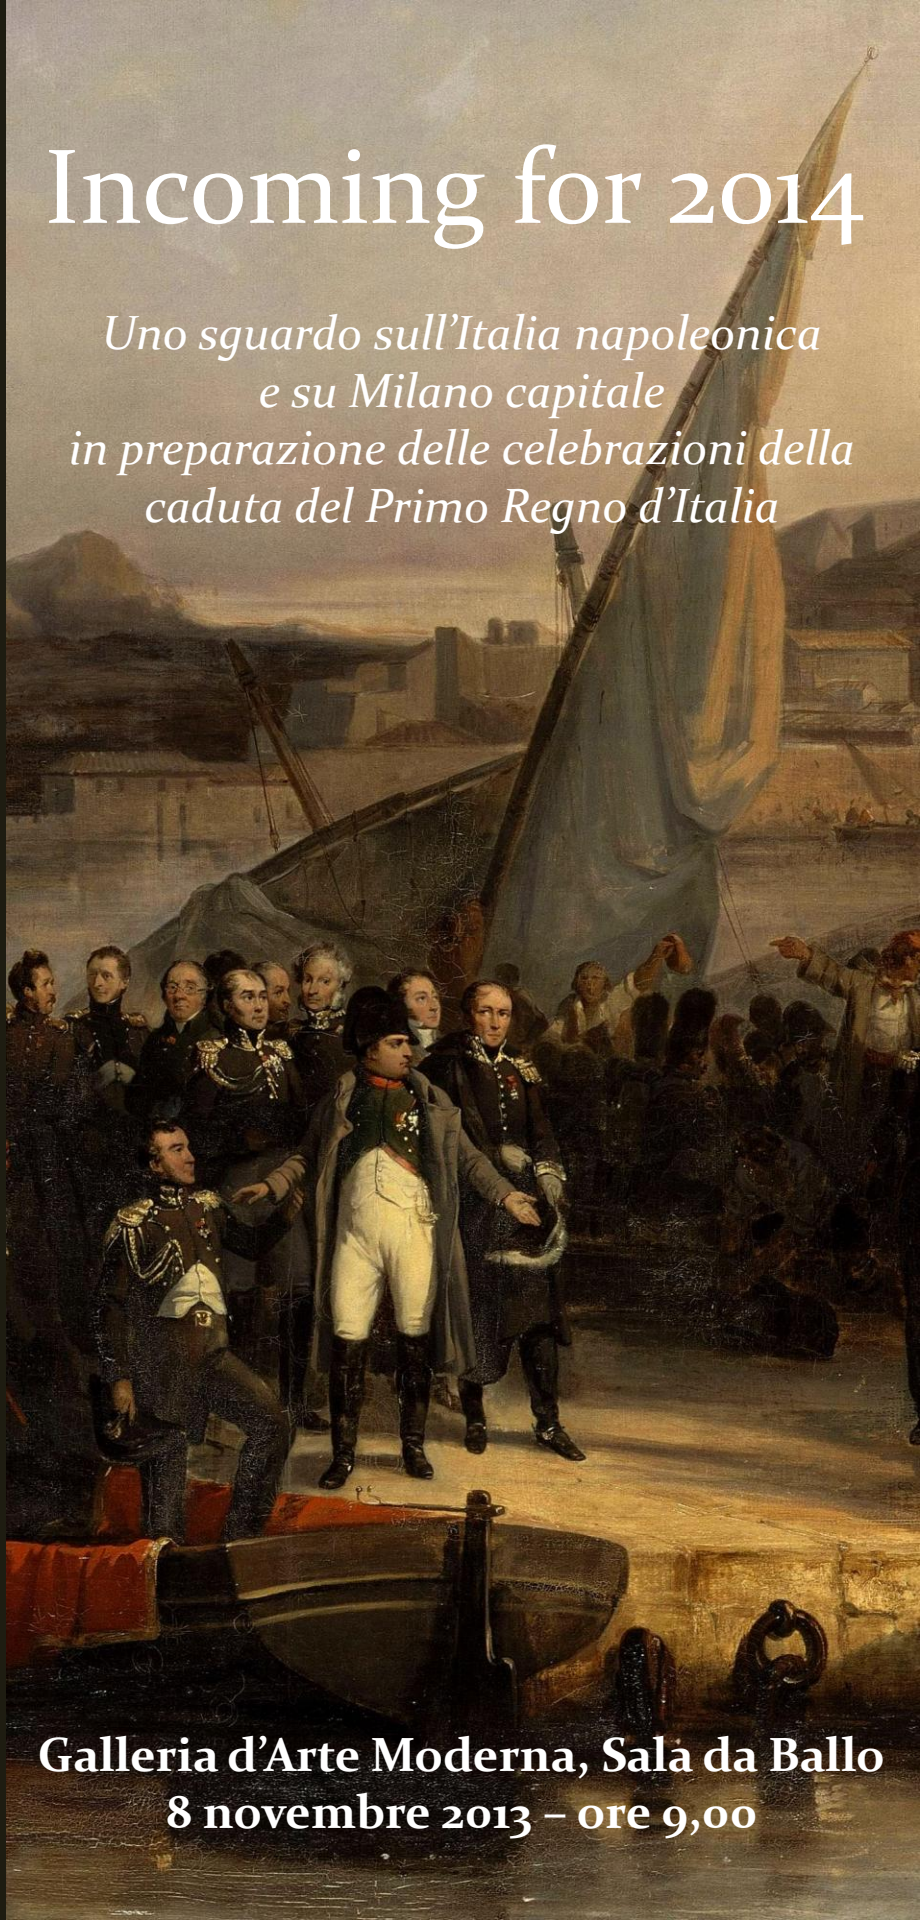 Incoming for 2014
Uno sguardo sull’Italia napoleonica
e su Milano capitale
in preparazione delle celebrazioni della
caduta del Primo Regno d’Italia
Galleria d’Arte Moderna, Sala da Ballo
8 novembre 2013 – ore 9,00